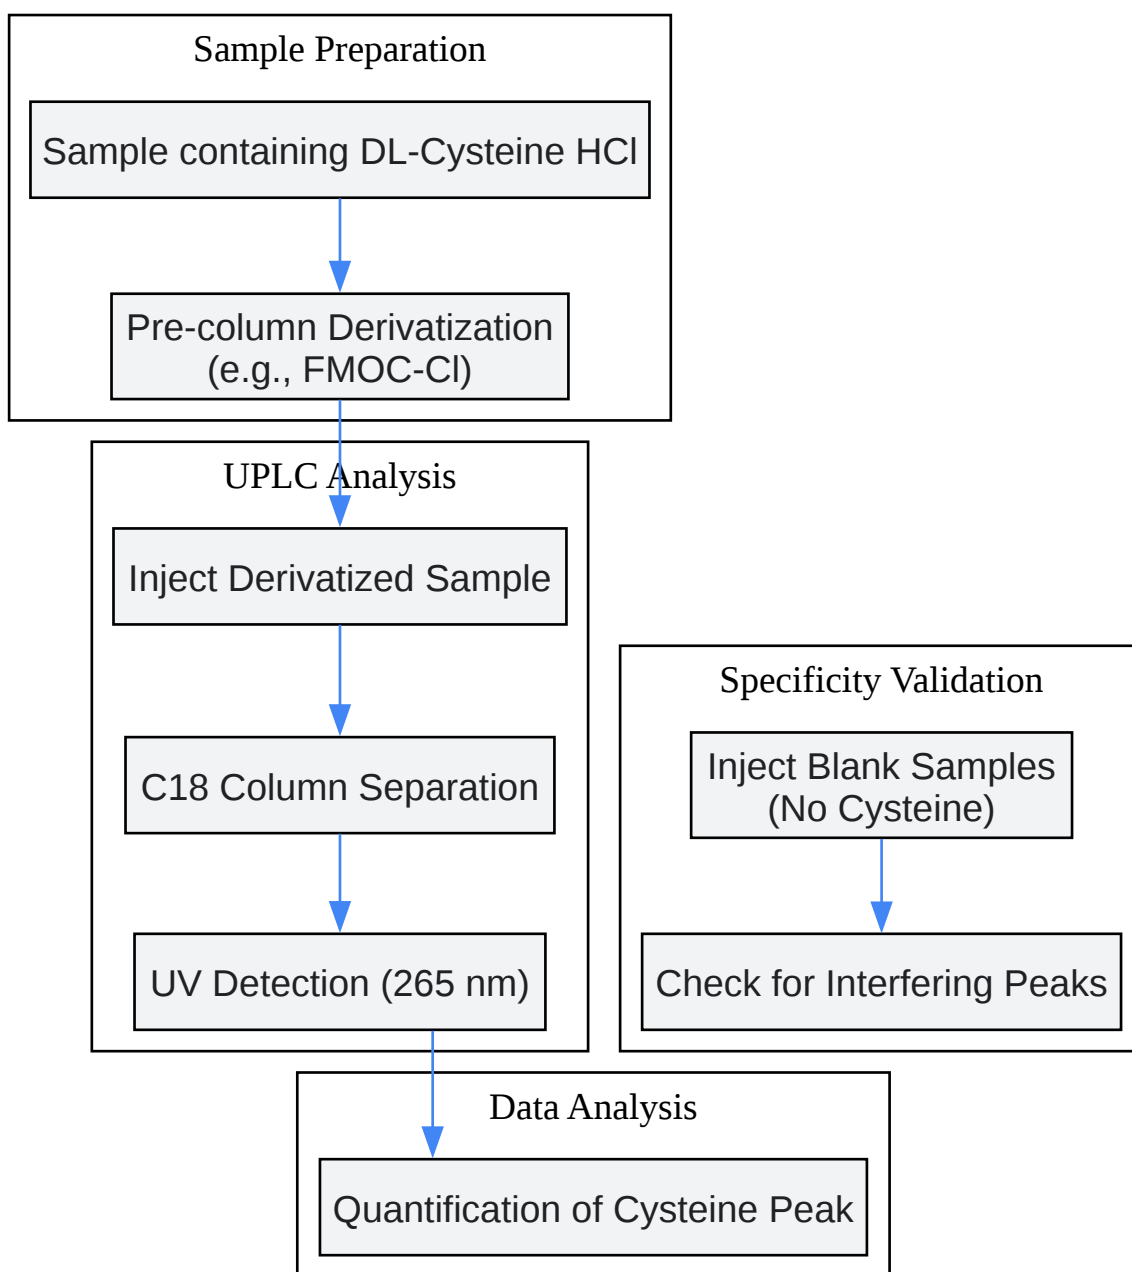 Sample Preparation
Sample containing DL-Cysteine HCl
Pre-column Derivatization
(e.g., FMOC-Cl)
UPLC Analysis
Inject Derivatized Sample
C18 Column Separation
UV Detection (265 nm)
Specificity Validation
Inject Blank Samples
(No Cysteine)
Check for Interfering Peaks
Data Analysis
Quantification of Cysteine Peak